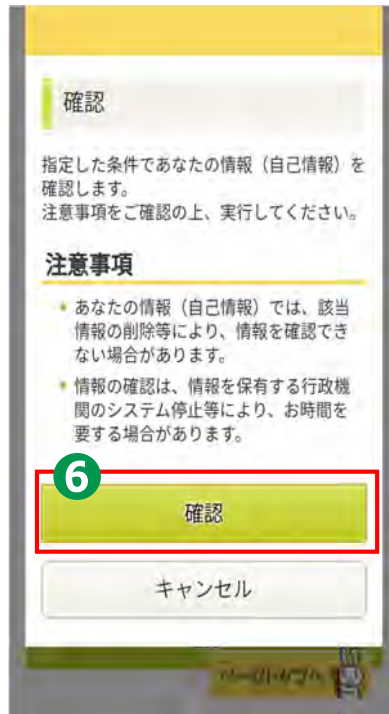 確認
指定した条件であなたの情報（自己情報）を
確認します。
注意事項をご確認の上、実行してください。
注意事項
あなたの情報（自己情報）では、該当
情報の削除等により、情報を確認でき
ない場合があります。
情報の確認は、情報を保有する行政機
関のシステム停止等により、お時間を
要する場合があります。
6
確認
キャンセル